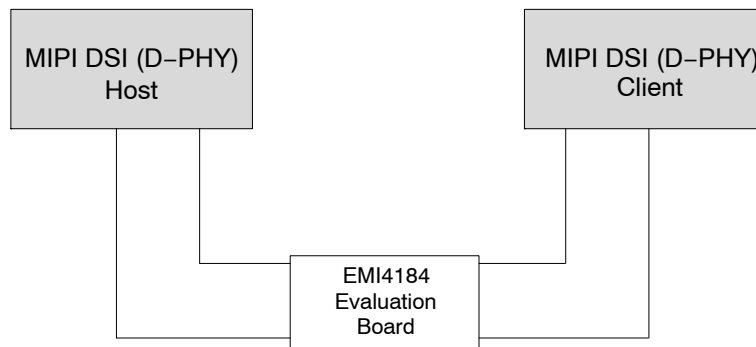 MIPI DSI (D−PHY)
Host
MIPI DSI (D−PHY)
Client
EMI4184
Evaluation
Board